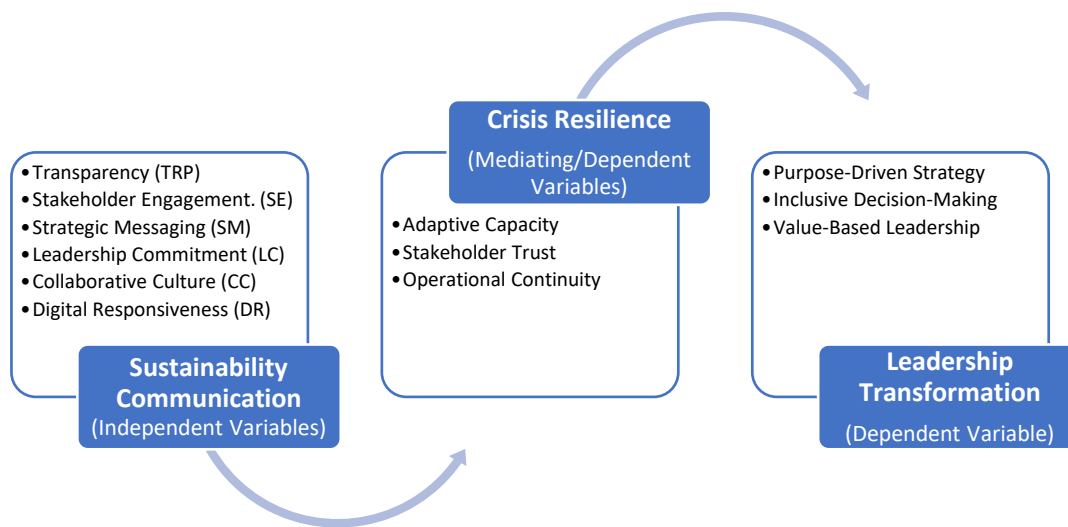 • Transparency (TRP)
• Stakeholder Engagement. (SE)
• Strategic Messaging (SM)
• Leadership Commitment (LC)
• Collaborative Culture (CC)
• Digital Responsiveness (DR)
Sustainability
Communication
(Independent Variables)
Crisis Resilience
(Mediating/Dependent
Variables)
• Adaptive Capacity
• Stakeholder Trust
• Operational Continuity
• Purpose-Driven Strategy
• Inclusive Decision-Making
• Value-Based Leadership
Leadership
Transformation
(Dependent Variable)